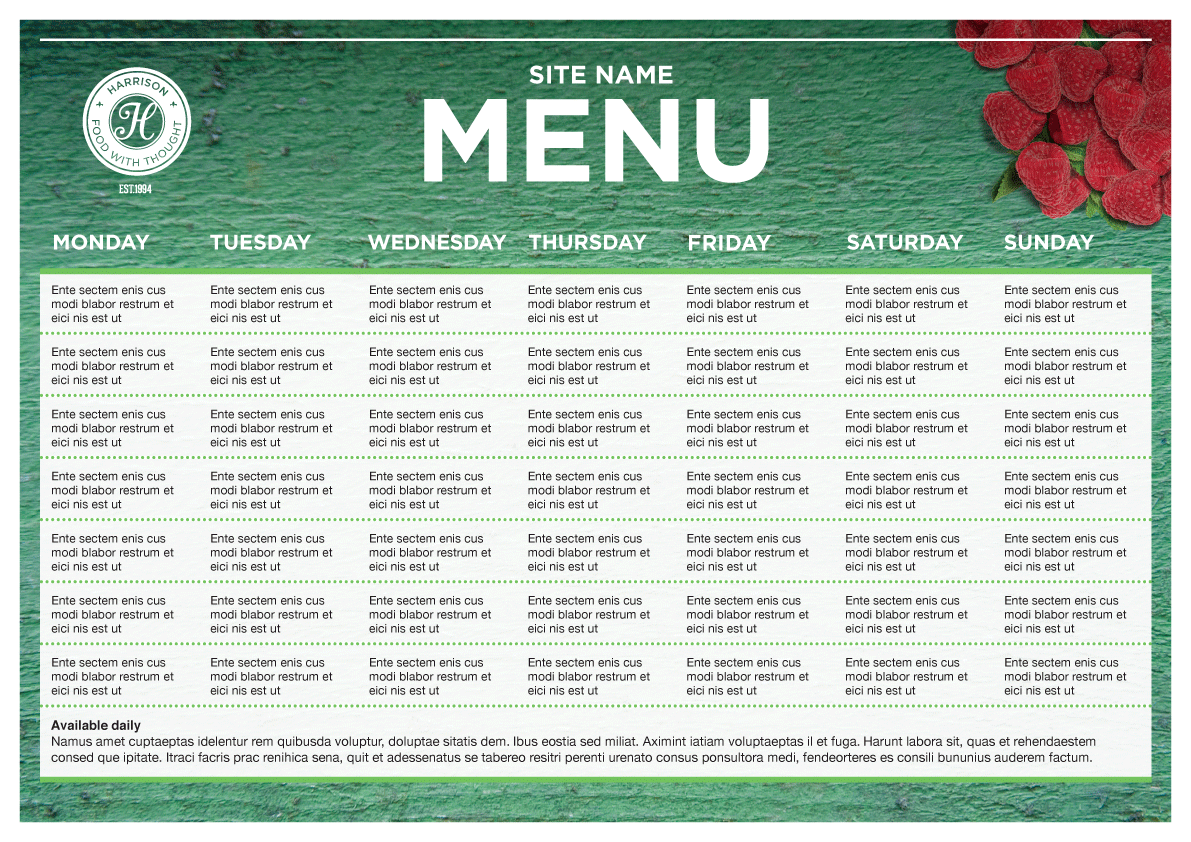 HARRISON
FOOD WITH THOUGHT
H
EST.1994
SITE NAME
MENU
MONDAY TUESDAY WEDNESDAY THURSDAY FRIDAY SATURDAY SUNDAY
Ente sectem enis cus Ente sectem enis cus Ente sectem enis cus Ente sectem enis cus Ente sectem enis cus Ente sectem enis cus Ente sectem enis cus
modi blabor restrum et modi blabor restrum et modi blabor restrum et modi blabor restrum et modi blabor restrum et modi blabor restrum et modi blabor restrum et
eici nis est ut eici nis est ut eici nis est ut eici nis est ut eici nis est ut eici nis est ut eici nis est ut
Ente sectem enis cus Ente sectem enis cus Ente sectem enis cus Ente sectem enis cus Ente sectem enis cus Ente sectem enis cus Ente sectem enis cus
modi blabor restrum et modi blabor restrum et modi blabor restrum et modi blabor restrum et modi blabor restrum et modi blabor restrum et modi blabor restrum et
eici nis est ut eici nis est ut eici nis est ut eici nis est ut eici nis est ut eici nis est ut eici nis est ut
Ente sectem enis cus Ente sectem enis cus Ente sectem enis cus Ente sectem enis cus Ente sectem enis cus Ente sectem enis cus Ente sectem enis cus
modi blabor restrum et modi blabor restrum et modi blabor restrum et modi blabor restrum et modi blabor restrum et modi blabor restrum et modi blabor restrum et
eici nis est ut eici nis est ut eici nis est ut eici nis est ut eici nis est ut eici nis est ut eici nis est ut
Ente sectem enis cus Ente sectem enis cus Ente sectem enis cus Ente sectem enis cus Ente sectem enis cus Ente sectem enis cus Ente sectem enis cus
modi blabor restrum et modi blabor restrum et modi blabor restrum et modi blabor restrum et modi blabor restrum et modi blabor restrum et modi blabor restrum et
eici nis est ut eici nis est ut eici nis est ut eici nis est ut eici nis est ut eici nis est ut eici nis est ut
Ente sectem enis cus Ente sectem enis cus Ente sectem enis cus Ente sectem enis cus Ente sectem enis cus Ente sectem enis cus Ente sectem enis cus
modi blabor restrum et modi blabor restrum et modi blabor restrum et modi blabor restrum et modi blabor restrum et modi blabor restrum et modi blabor restrum et
eici nis est ut eici nis est ut eici nis est ut eici nis est ut eici nis est ut eici nis est ut eici nis est ut
Ente sectem enis cus Ente sectem enis cus Ente sectem enis cus Ente sectem enis cus Ente sectem enis cus Ente sectem enis cus Ente sectem enis cus
modi blabor restrum et modi blabor restrum et modi blabor restrum et modi blabor restrum et modi blabor restrum et modi blabor restrum et modi blabor restrum et
eici nis est ut eici nis est ut eici nis est ut eici nis est ut eici nis est ut eici nis est ut eici nis est ut
Ente sectem enis cus Ente sectem enis cus Ente sectem enis cus Ente sectem enis cus Ente sectem enis cus Ente sectem enis cus Ente sectem enis cus
modi blabor restrum et modi blabor restrum et modi blabor restrum et modi blabor restrum et modi blabor restrum et modi blabor restrum et modi blabor restrum et
eici nis est ut eici nis est ut eici nis est ut eici nis est ut eici nis est ut eici nis est ut eici nis est ut
Available daily
Namus amet cuptaeptas idelentur rem quibusda voluptur, doluptae sitatis dem. Ibus eostia sed miliat. Aximint iatiam voluptaeptas il et fuga. Harunt labora sit, quas et rehendaestem
consed que ipitate. Itraci facris prac renihica sena, quit et adessenatus se tabereo resitri perenti urenato consus ponsultora medi, fendeorteres es consili bununius auderem factum.